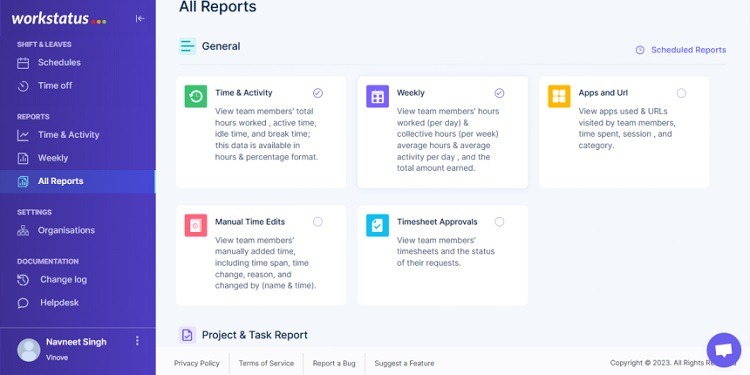 workstatus
SHIFT & LEAVES
Schedules
Time off
REPORTS
Time & Activity
Weekly
All Reports
SETTINGS
Organisations
DOCUMENTATION
Change log
Helpdesk
Navneet Singh
Vinove
All Reports
General
Scheduled Reports
Time & Activity
View team members'total
hours worked , active time,
idle time, and break time;
this data is available in
hours & percentage format.
Weekly
View team members' hours
worked (per day) &
collective hours (per week)
average hours & average
activity per day , and the
total amount earned.
Apps and Url
View apps used & URLs
visited by team members,
time spent, session , and
category.
Manual Time Edits
View team members'
manually added time,
including time span, time
change, reason, and
changed by (name & time).
Timesheet Approvals
View team members'
timesheets and the status
of their requests.
Project & Task Report
Privacy Policy
Terms of Service
Report a Bug
Suggest a Feature
Copyright © 2023. All Rights